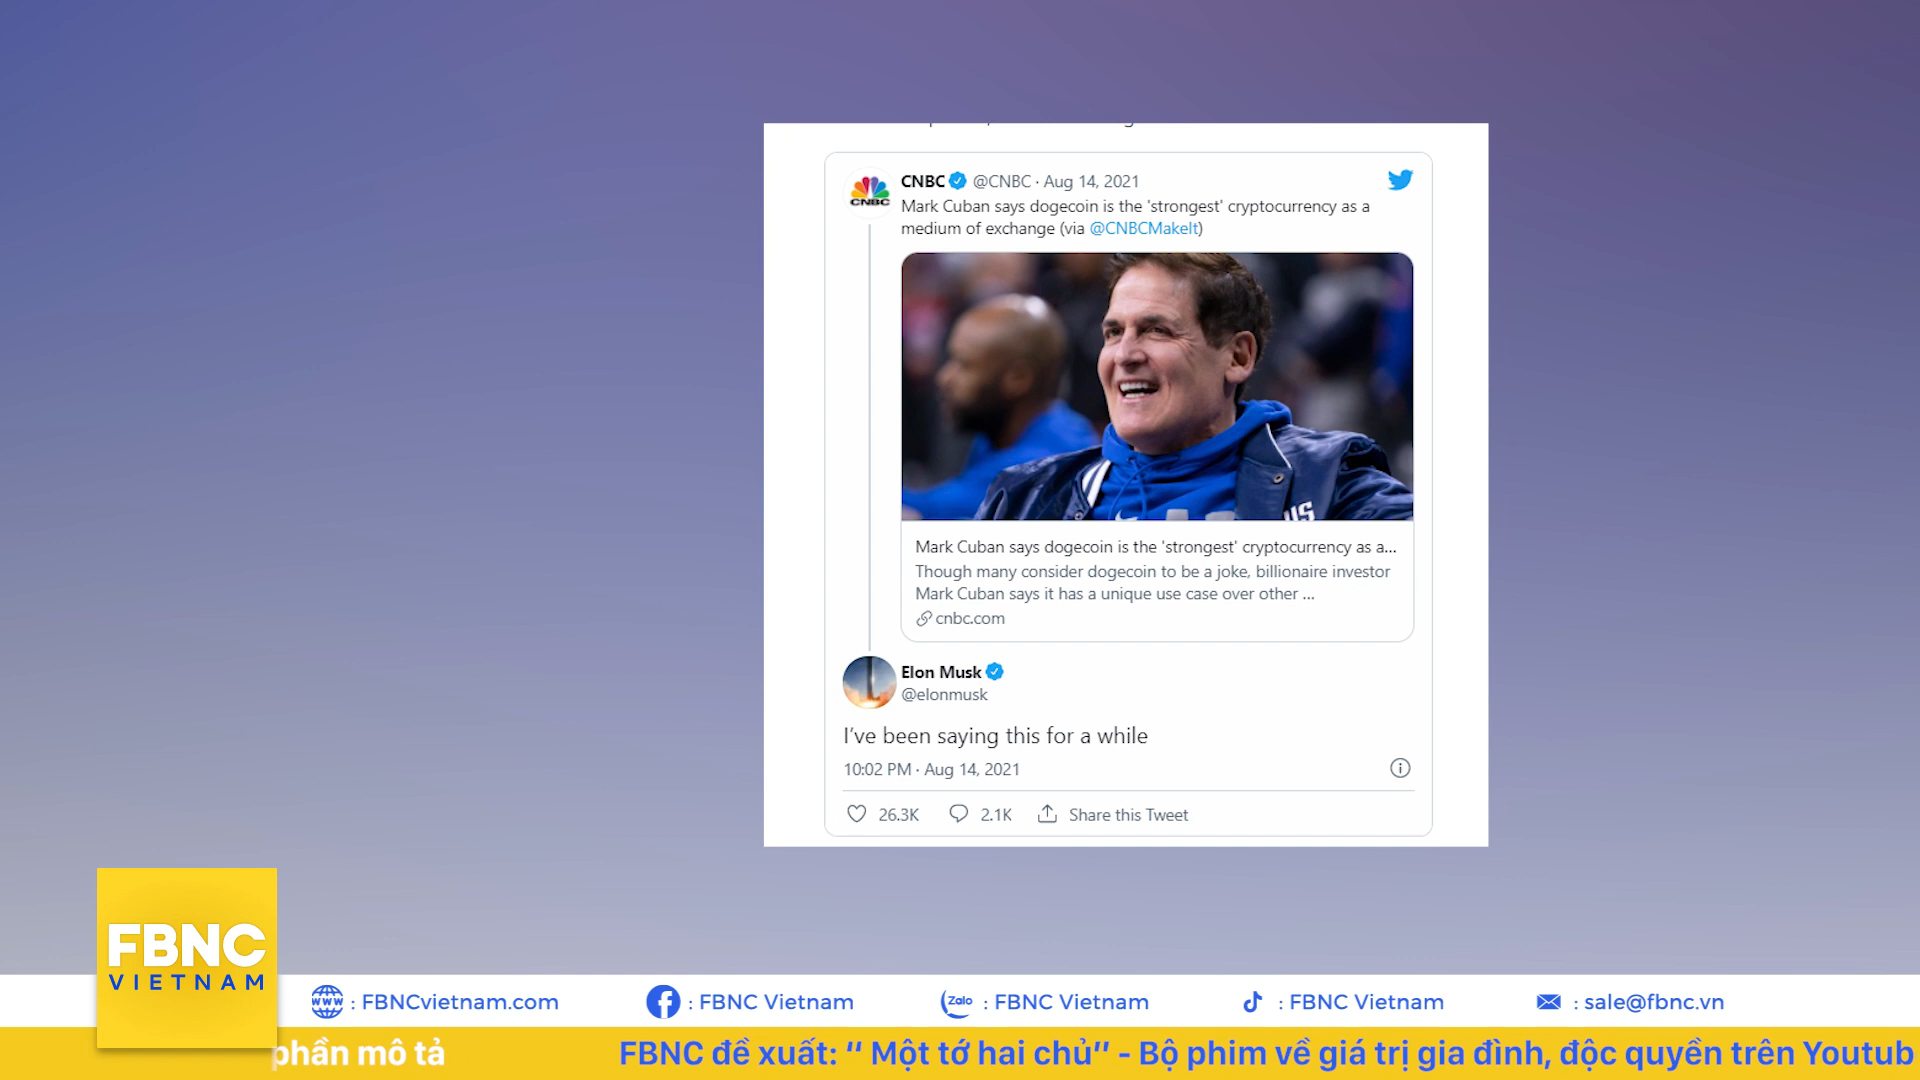 CNBC @CNBC · Aug 14, 2021
CNBC
Mark Cuban says dogecoin is the 'strongest' cryptocurrency as a
medium of exchange (via @CNBCMakeIt)
US
Mark Cuban says dogecoin is the 'strongest' cryptocurrency as a...
Though many consider dogecoin to be a joke, billionaire investor
Mark Cuban says it has a unique use case over other ...
cnbc.com
Elon Musk
@elonmusk
I've been saying this for a while
10:02 PM · Aug 14, 2021
26.3K 2.1K Share this Tweet
FBNC
VIETNAM
www : FBNCvietnam.com : FBNC Vietnam Zalo : FBNC Vietnam : FBNC Vietnam : sale@fbnc.vn
phần mô tả FBNC đề xuất: “ Một tớ hai chủ” - Bộ phim về giá trị gia đình, độc quyền trên Youtub